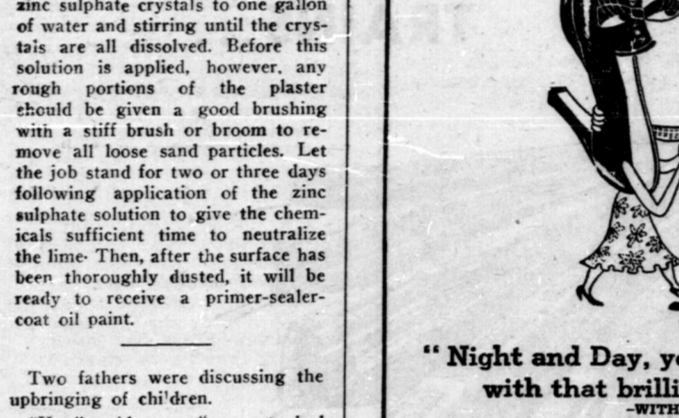 zinc sulphate crystals to one gallon
of water and stirring until the crys-
tals are all dissolved. Before this
solution is applied, however, any
rough portions of the plaster
should be given a good brushing
with a stiff brush or broom to re-
move all loose sand particles. Let
the job stand for two or three days
following application of the zinc
sulphate solution to give the chem-
icals sufficient time to neutralize
the lime· Then, after the surface has
been thoroughly dusted, it will be
ready to receive a primer-sealer-
coat oil paint.
Two fathers were discussing the
upbringing of chi'dren.
“ Night and Day, y
with that brilli
–WITH